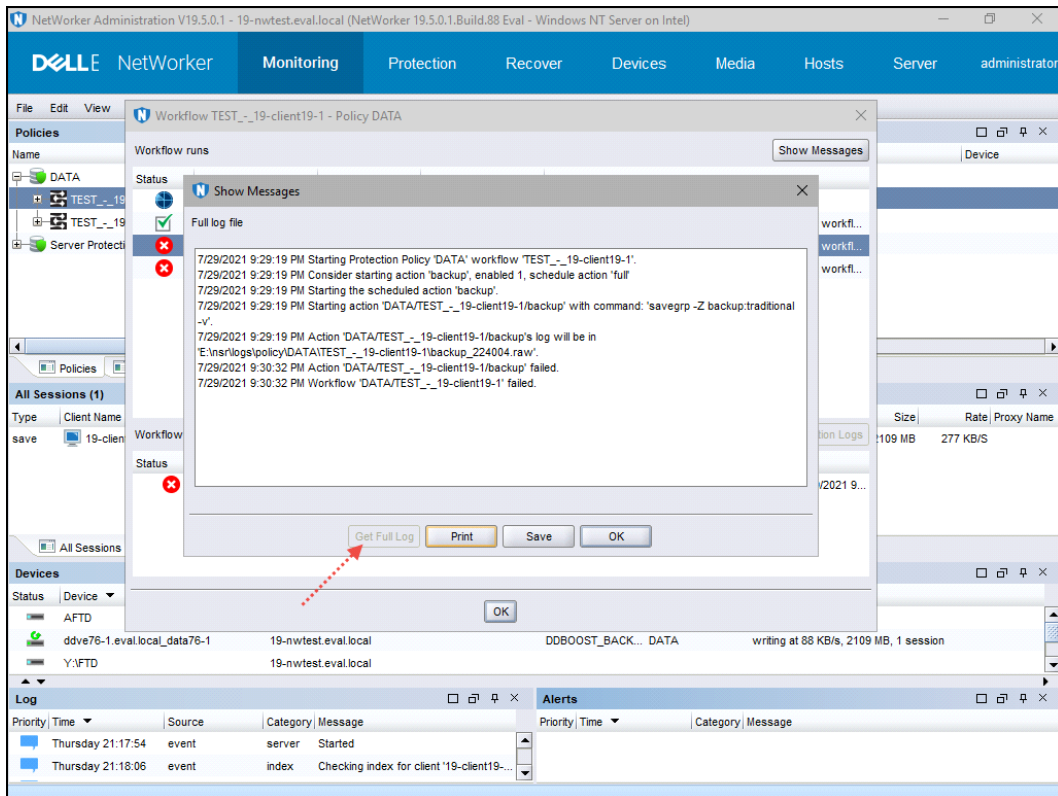 NetWorker Administration V19.5.0.1 - 19-nwtest.eval.local (NetWorker 19.5.0.1.Build.88 Eval - Windows NT Server on Intel)
DELLE NetWorker Monitoring Protection Recover Devices Media Hosts Server administrator
File Edit View
Workflow TEST_-_19-client19-1 - Policy DATA
Policies
Workflow runs
Show Messages
Name
Device
DATA
Status
TEST_-_19
Show Messages
TEST_-_19
Full log file
workfl...
Server Protecti
workfl...
workfl...
7/29/2021 9:29:19 PM Starting Protection Policy 'DATA' workflow 'TEST_-_19-client19-1'.
7/29/2021 9:29:19 PM Consider starting action 'backup', enabled 1, schedule action 'full'
7/29/2021 9:29:19 PM Starting the scheduled action 'backup'.
7/29/2021 9:29:19 PM Starting action 'DATA/TEST_-_19-client19-1/backup' with command: 'savegrp -Z backup:traditional
-v'.
7/29/2021 9:29:19 PM Action 'DATA/TEST_-_19-client19-1/backup's log will be in
'E:\nsr\logs\policy\DATA\TEST_-_19-client19-1\backup_224004.raw'.
7/29/2021 9:30:32 PM Action 'DATA/TEST_-_19-client19-1/backup' failed.
7/29/2021 9:30:32 PM Workflow 'DATA/TEST_-_19-client19-1' failed.
Policies
All Sessions (1)
Type Client Name
Size Rate Proxy Name
save 19-clien
Workflow
tion Logs
2109 MB 277 KB/S
Status
/2021 9...
Get Full Log Print Save OK
All Sessions
Devices
Status Device
OK
AFTD
ddve76-1.eval.local_data76-1 19-nwtest.eval.local DDBOOST_BACK... DATA writing at 88 KB/s, 2109 MB, 1 session
Y:\FTD 19-nwtest.eval.local
Log
Alerts
Priority Time Source Category Message
Priority Time Category Message
Thursday 21:17:54 event server Started
Thursday 21:18:06 event index Checking index for client '19-client19-...